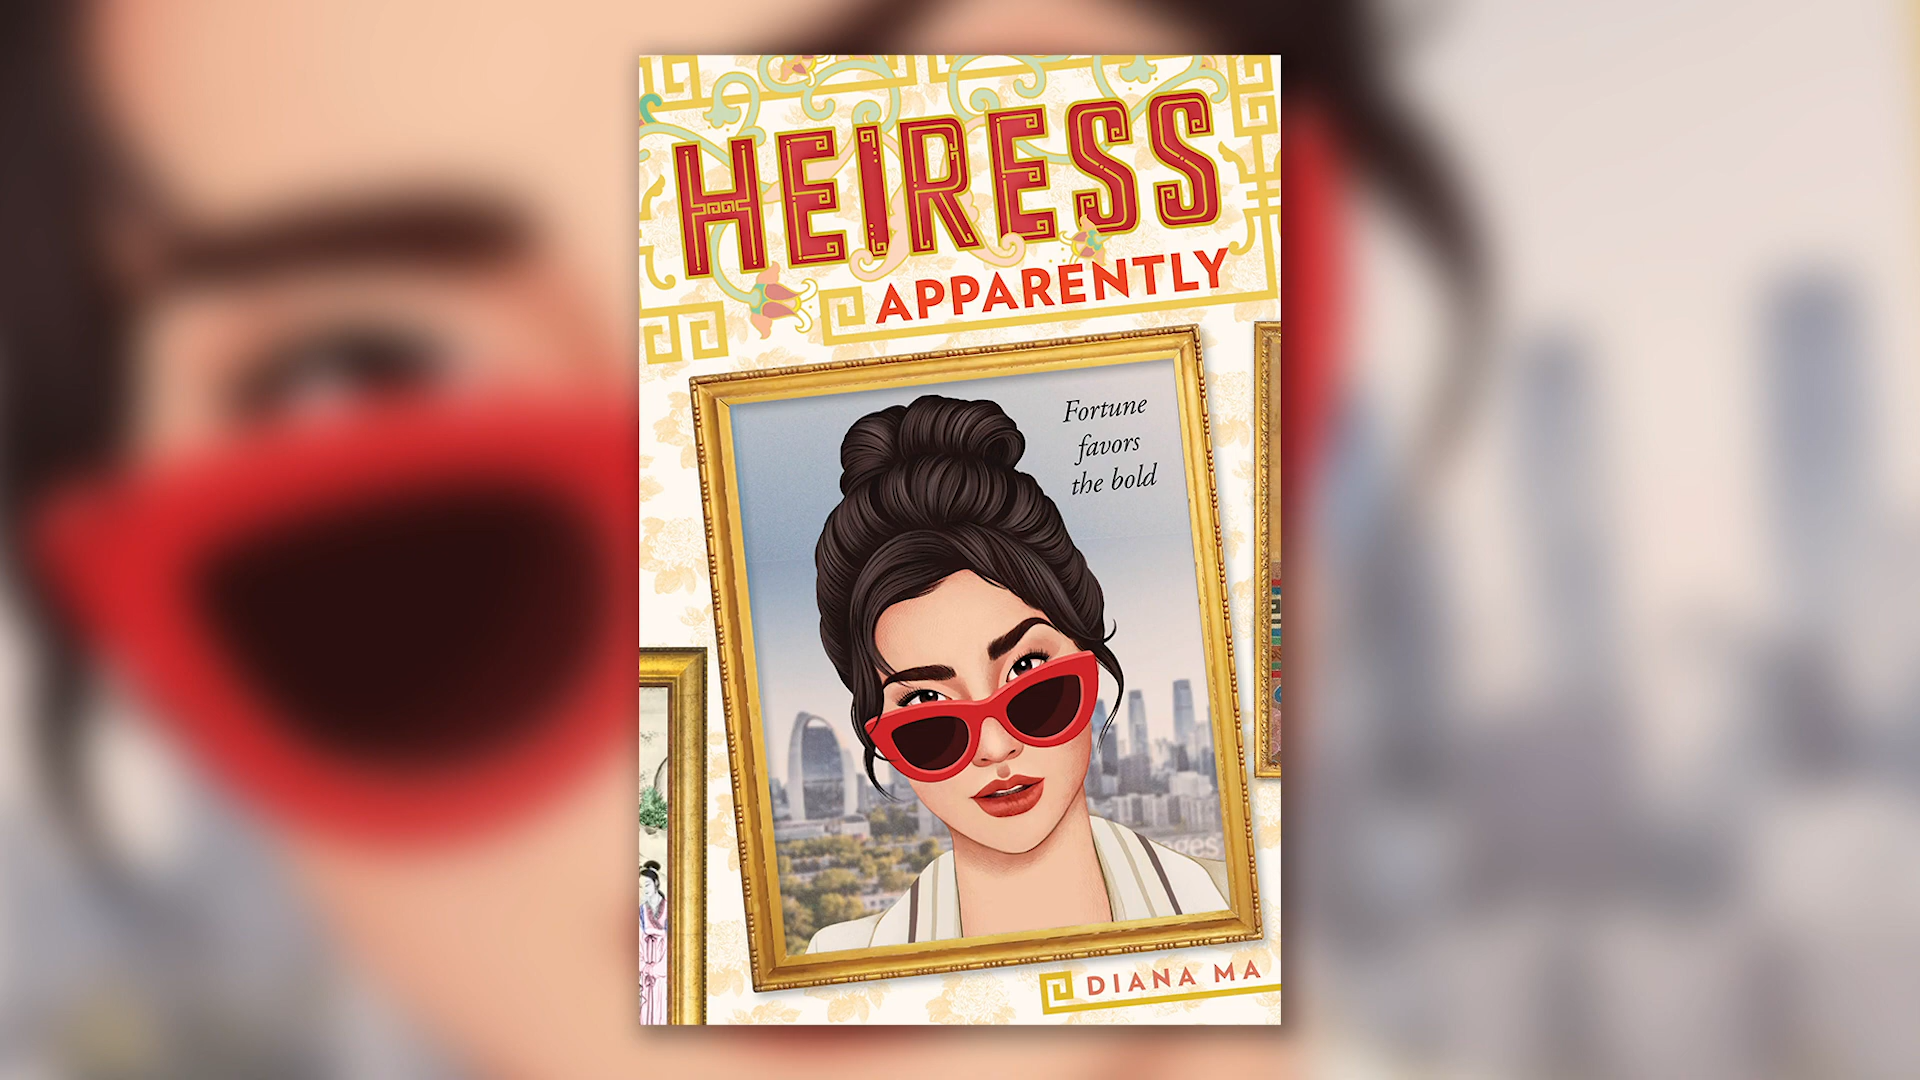 HEIRESS
APPARENTLY
Fortune
favors
the bold
DIANA MA